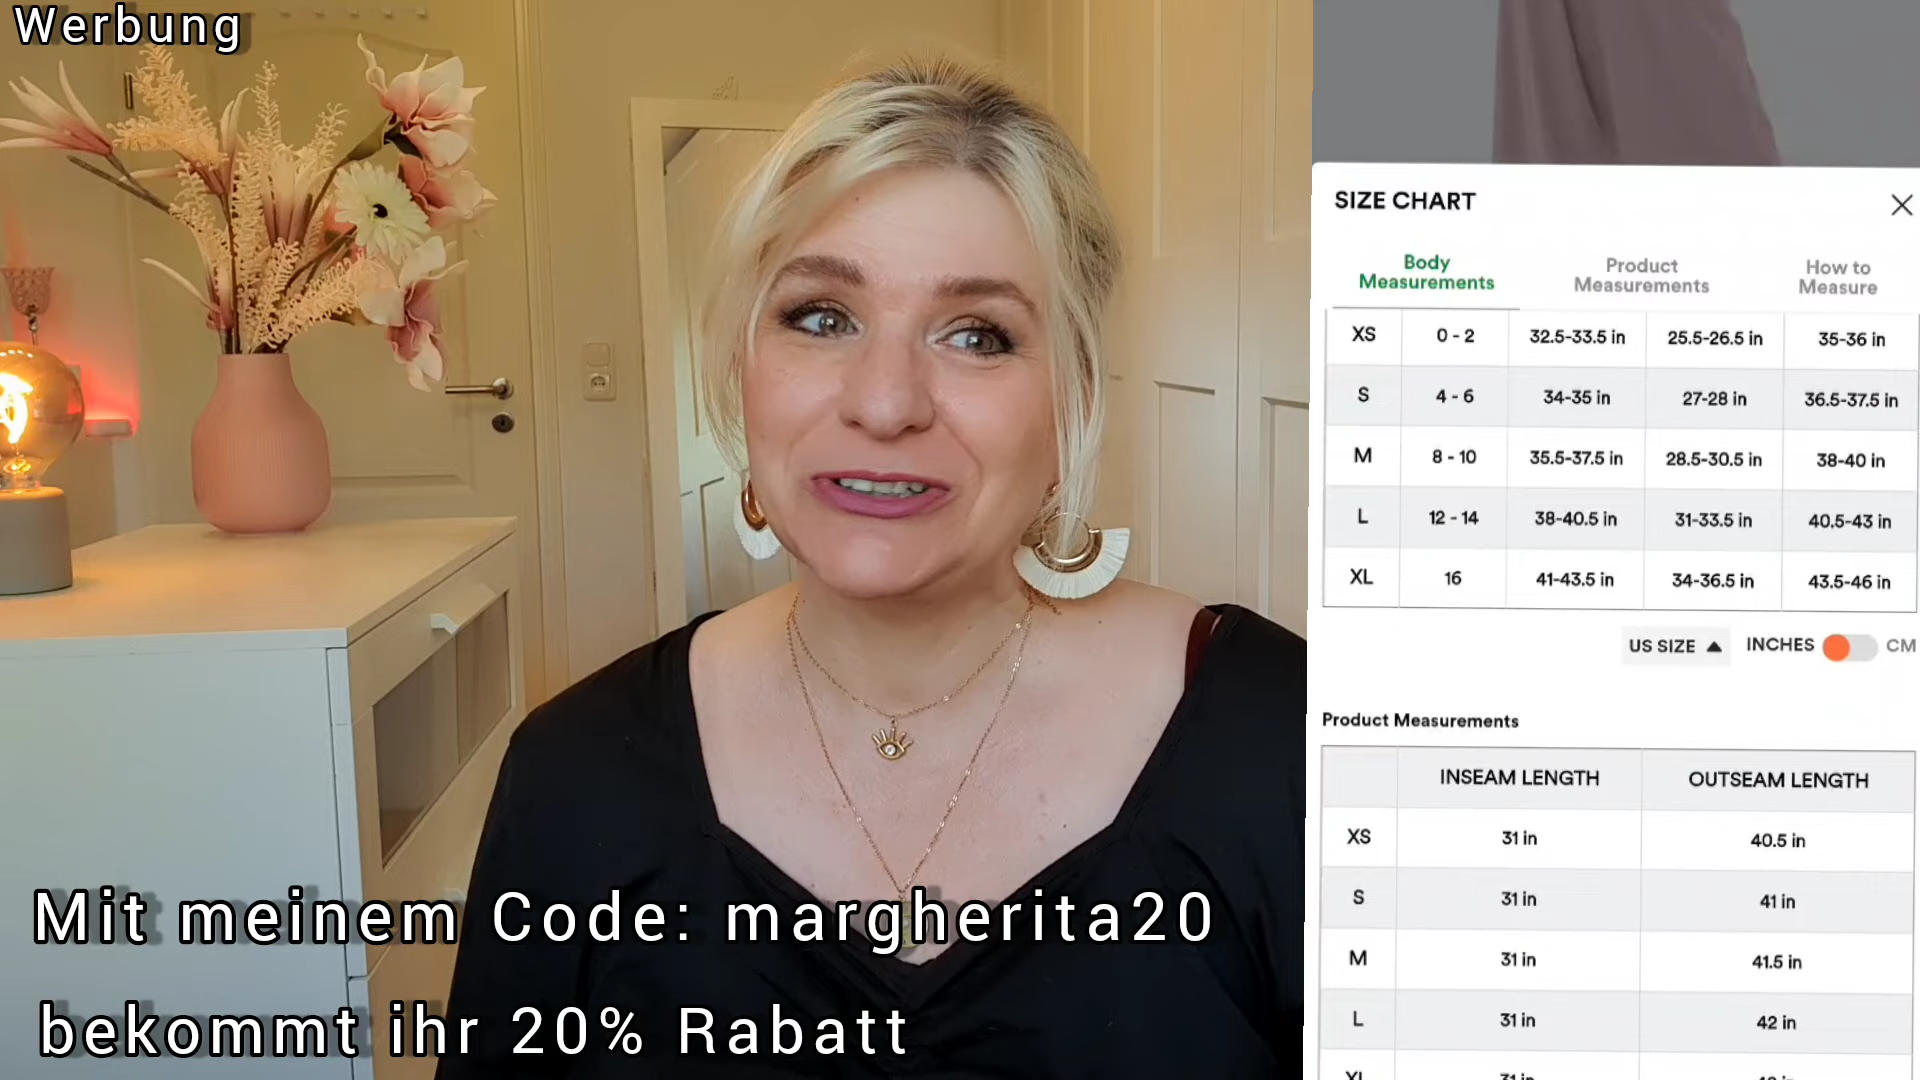 Werbung
Mit meinem Code: margherita20
bekommt ihr 20% Rabatt
SIZE CHART
Body Measurements
Product Measurements
How to Measure
XS 0 - 2 32.5-33.5 in 25.5-26.5 in 35-36 in
S 4 - 6 34-35 in 27-28 in 36.5-37.5 in
M 8 - 10 35.5-37.5 in 28.5-30.5 in 38-40 in
L 12 - 14 38-40.5 in 31-33.5 in 40.5-43 in
XL 16 41-43.5 in 34-36.5 in 43.5-46 in
US SIZE INCHES CM
Product Measurements
INSEAM LENGTH OUTSEAM LENGTH
XS 31 in 40.5 in
S 31 in 41 in
M 31 in 41.5 in
L 31 in 42 in